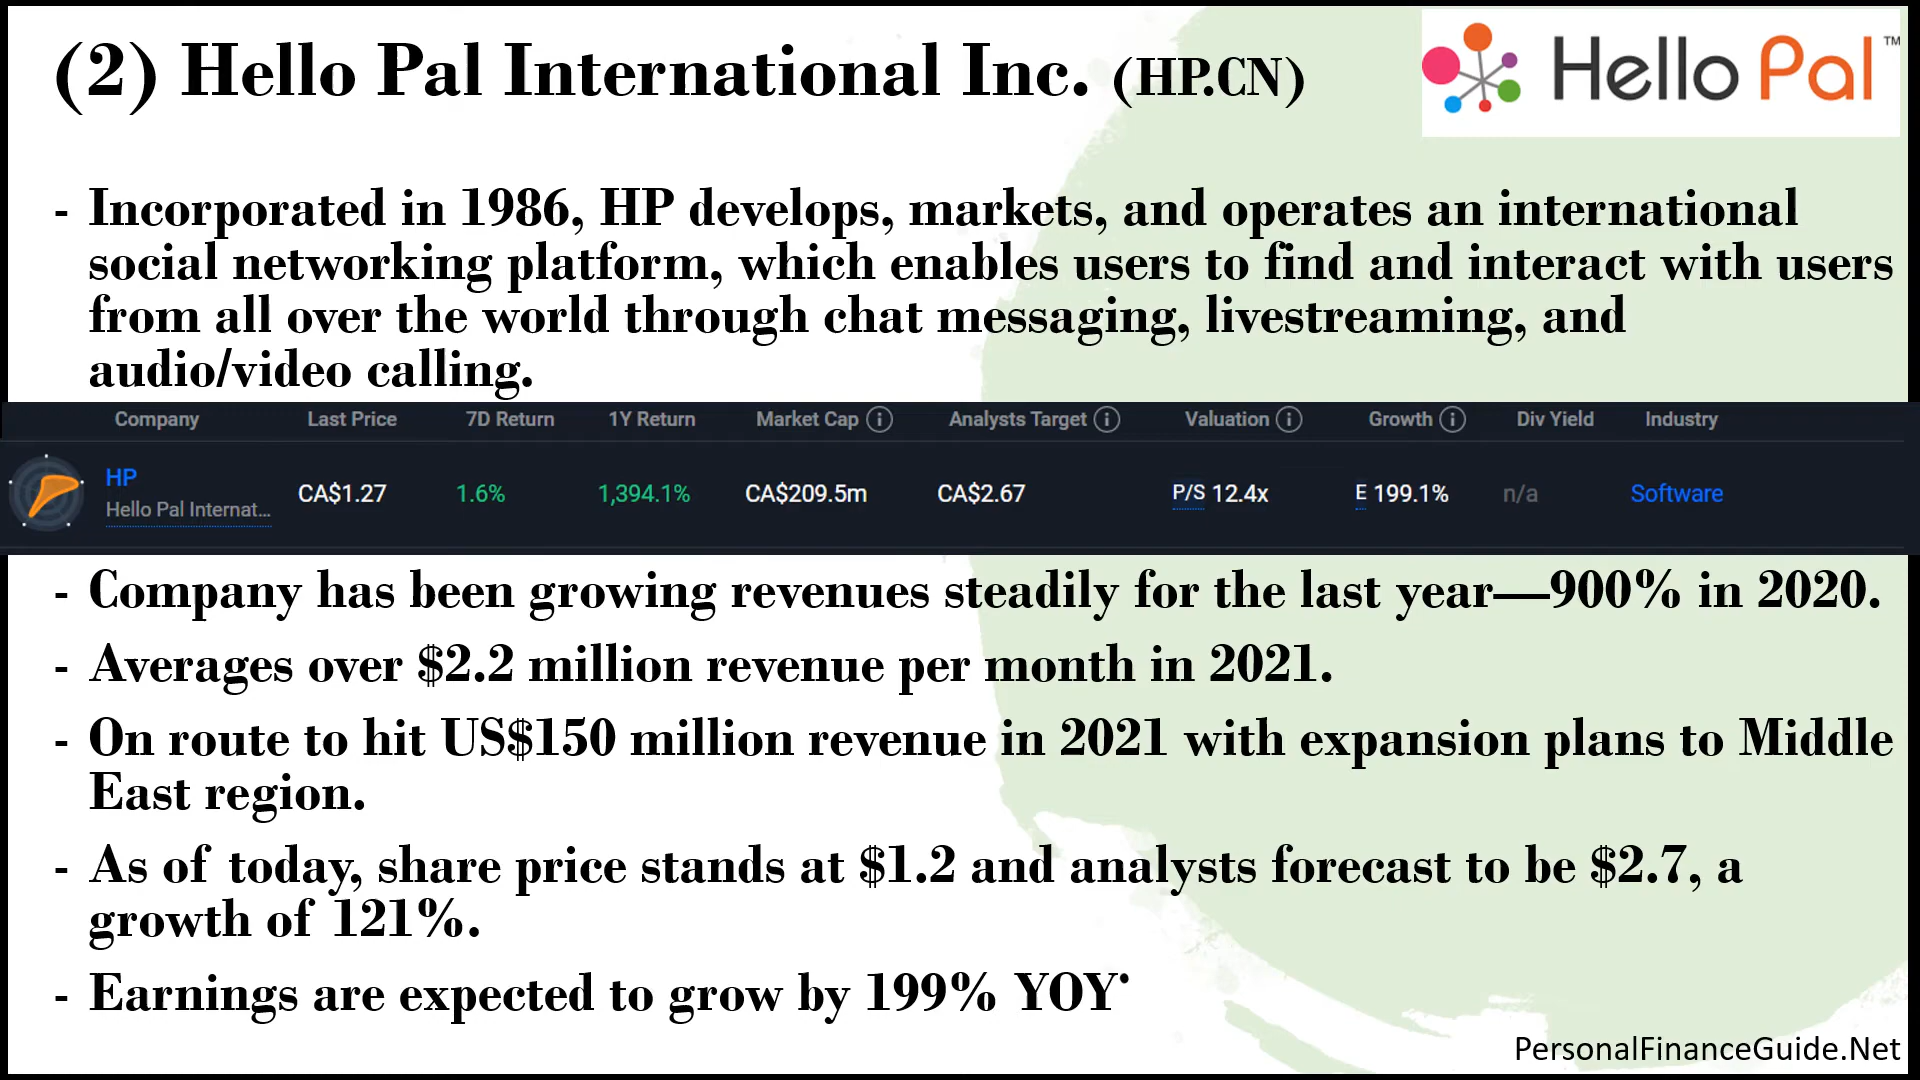 (2) Hello Pal International Inc. (HP.CN)
Hello Pal™
- Incorporated in 1986, HP develops, markets, and operates an international
social networking platform, which enables users to find and interact with users
from all over the world through chat messaging, livestreaming, and
audio/video calling.
Company Last Price 7D Return 1Y Return Market Cap i Analysts Target i Valuation i Growth i Div Yield Industry
HP
CA$1.27 1.6% 1,394.1% CA$209.5m CA$2.67 P/S 12.4x E 199.1% n/a Software
Hello Pal Internat...
- Company has been growing revenues steadily for the last year—900% in 2020.
- Averages over $2.2 million revenue per month in 2021.
- On route to hit US$150 million revenue in 2021 with expansion plans to Middle
East region.
- As of today, share price stands at $1.2 and analysts forecast to be $2.7, a
growth of 121%.
- Earnings are expected to grow by 199% YOY.
PersonalFinanceGuide.Net